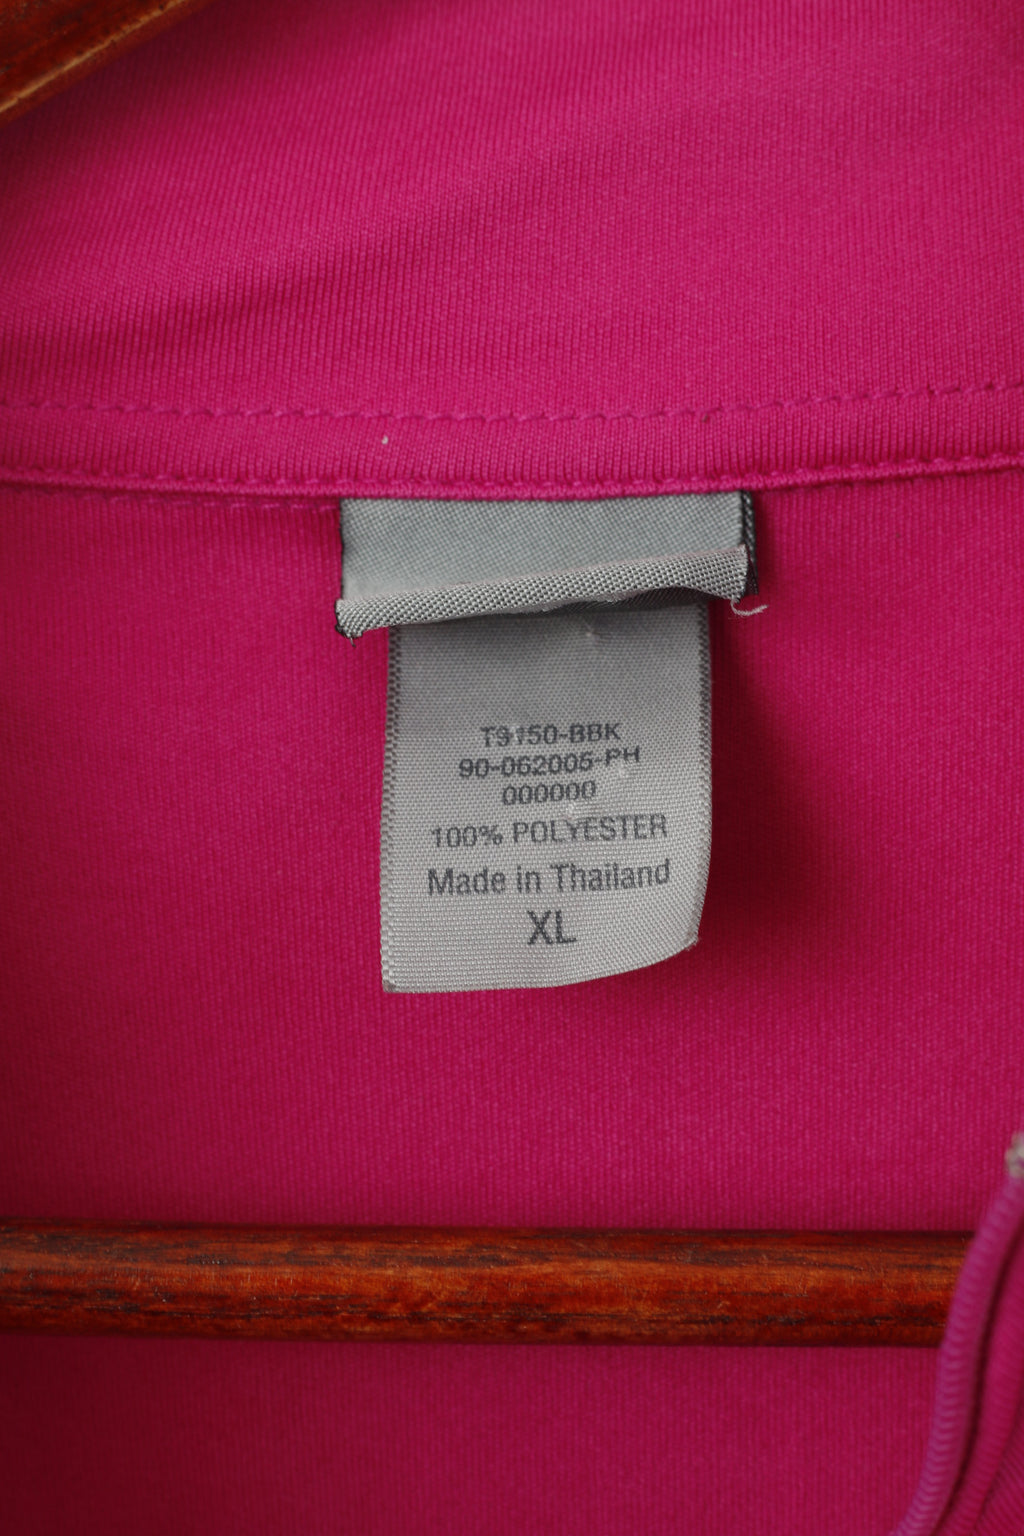 T9150-BBK
90-062005-PH
000000
100% POLYESTER
Made in Thailand
XL